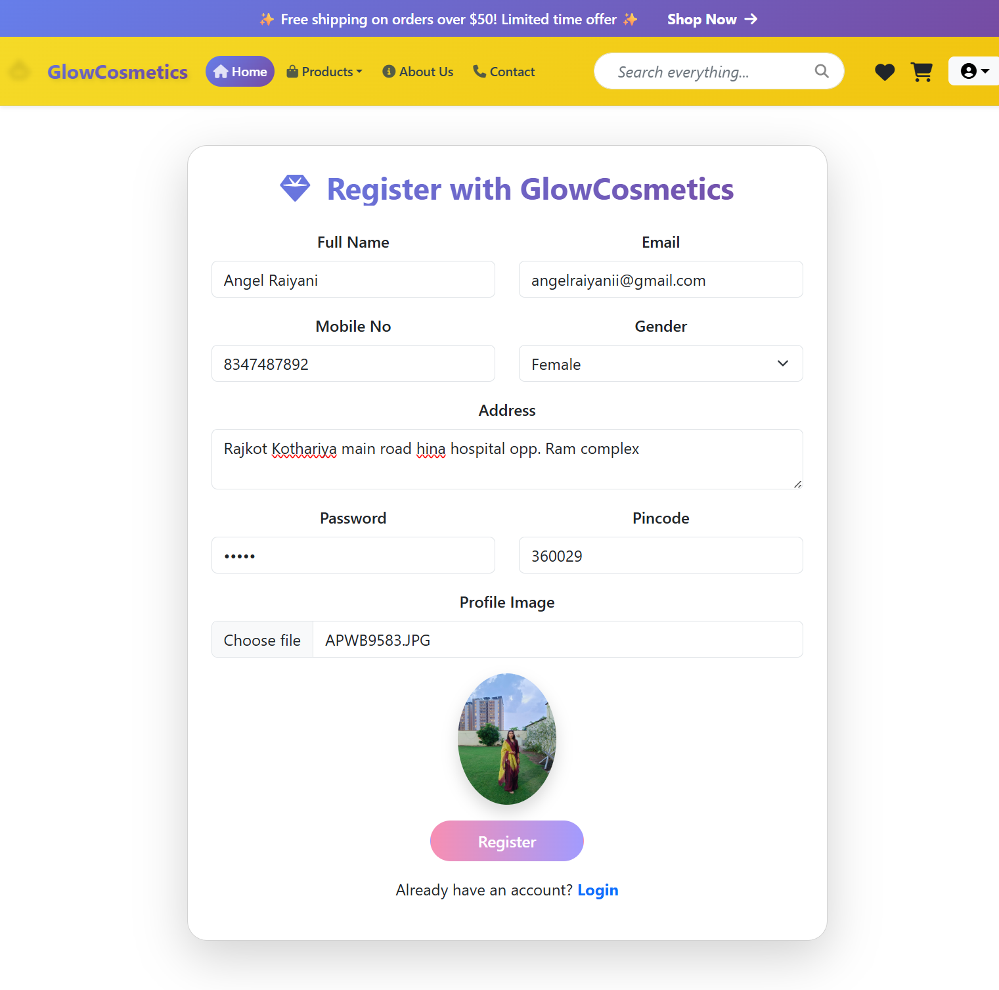 ✨ Free shipping on orders over $50! Limited time offer ✨ Shop Now →
GlowCosmetics Home Products About Us Contact Search everything...
Register with GlowCosmetics
Full Name Email
Angel Raiyani angelraiyanii@gmail.com
Mobile No Gender
8347487892 Female
Address
Rajkot Kothariya main road hina hospital opp. Ram complex
Password Pincode
••••• 360029
Profile Image
Choose file APWB9583.JPG
Register
Already have an account? Login